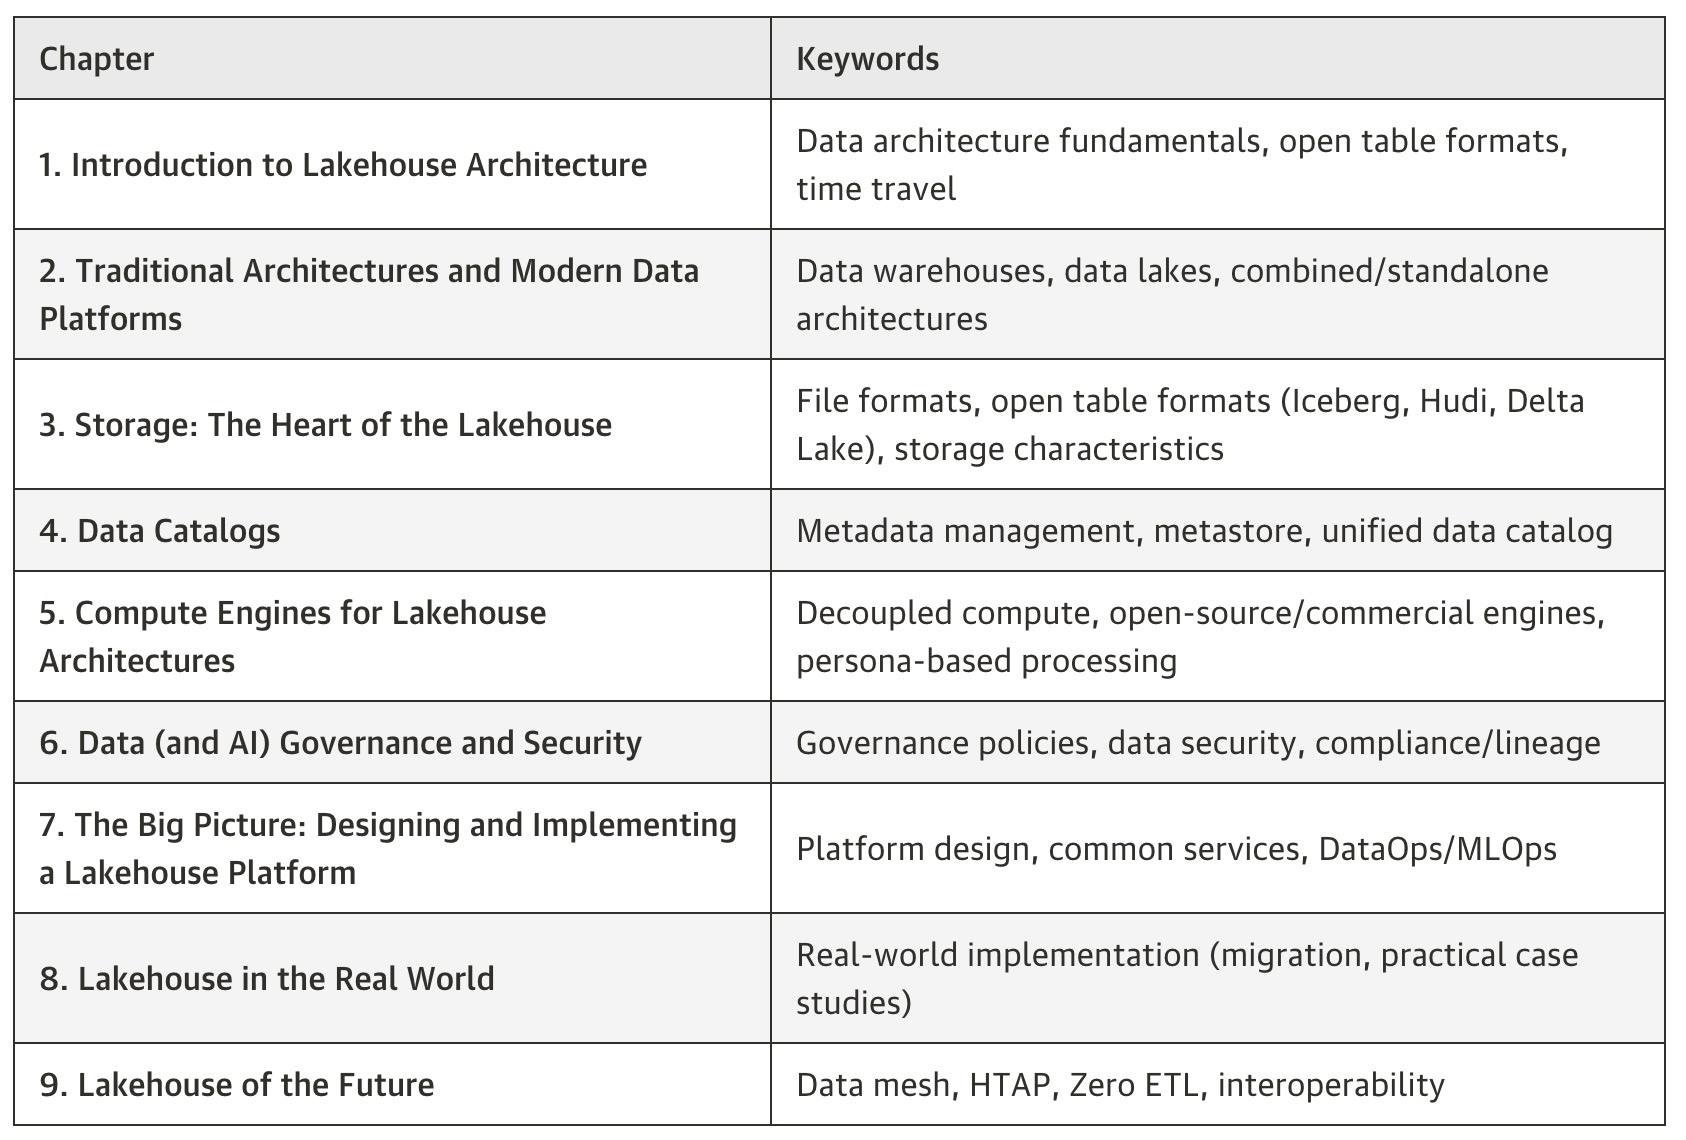 Chapter
Keywords
1. Introduction to Lakehouse Architecture
Data architecture fundamentals, open table formats,
time travel
2. Traditional Architectures and Modern Data
Platforms
Data warehouses, data lakes, combined/standalone
architectures
3. Storage: The Heart of the Lakehouse
File formats, open table formats (Iceberg, Hudi, Delta
Lake), storage characteristics
4. Data Catalogs
Metadata management, metastore, unified data catalog
5. Compute Engines for Lakehouse
Architectures
Decoupled compute, open-source/commercial engines,
persona-based processing
6. Data (and AI) Governance and Security
Governance policies, data security, compliance/lineage
7. The Big Picture: Designing and Implementing
a Lakehouse Platform
Platform design, common services, DataOps/MLOps
8. Lakehouse in the Real World
Real-world implementation (migration, practical case
studies)
9. Lakehouse of the Future
Data mesh, HTAP, Zero ETL, interoperability